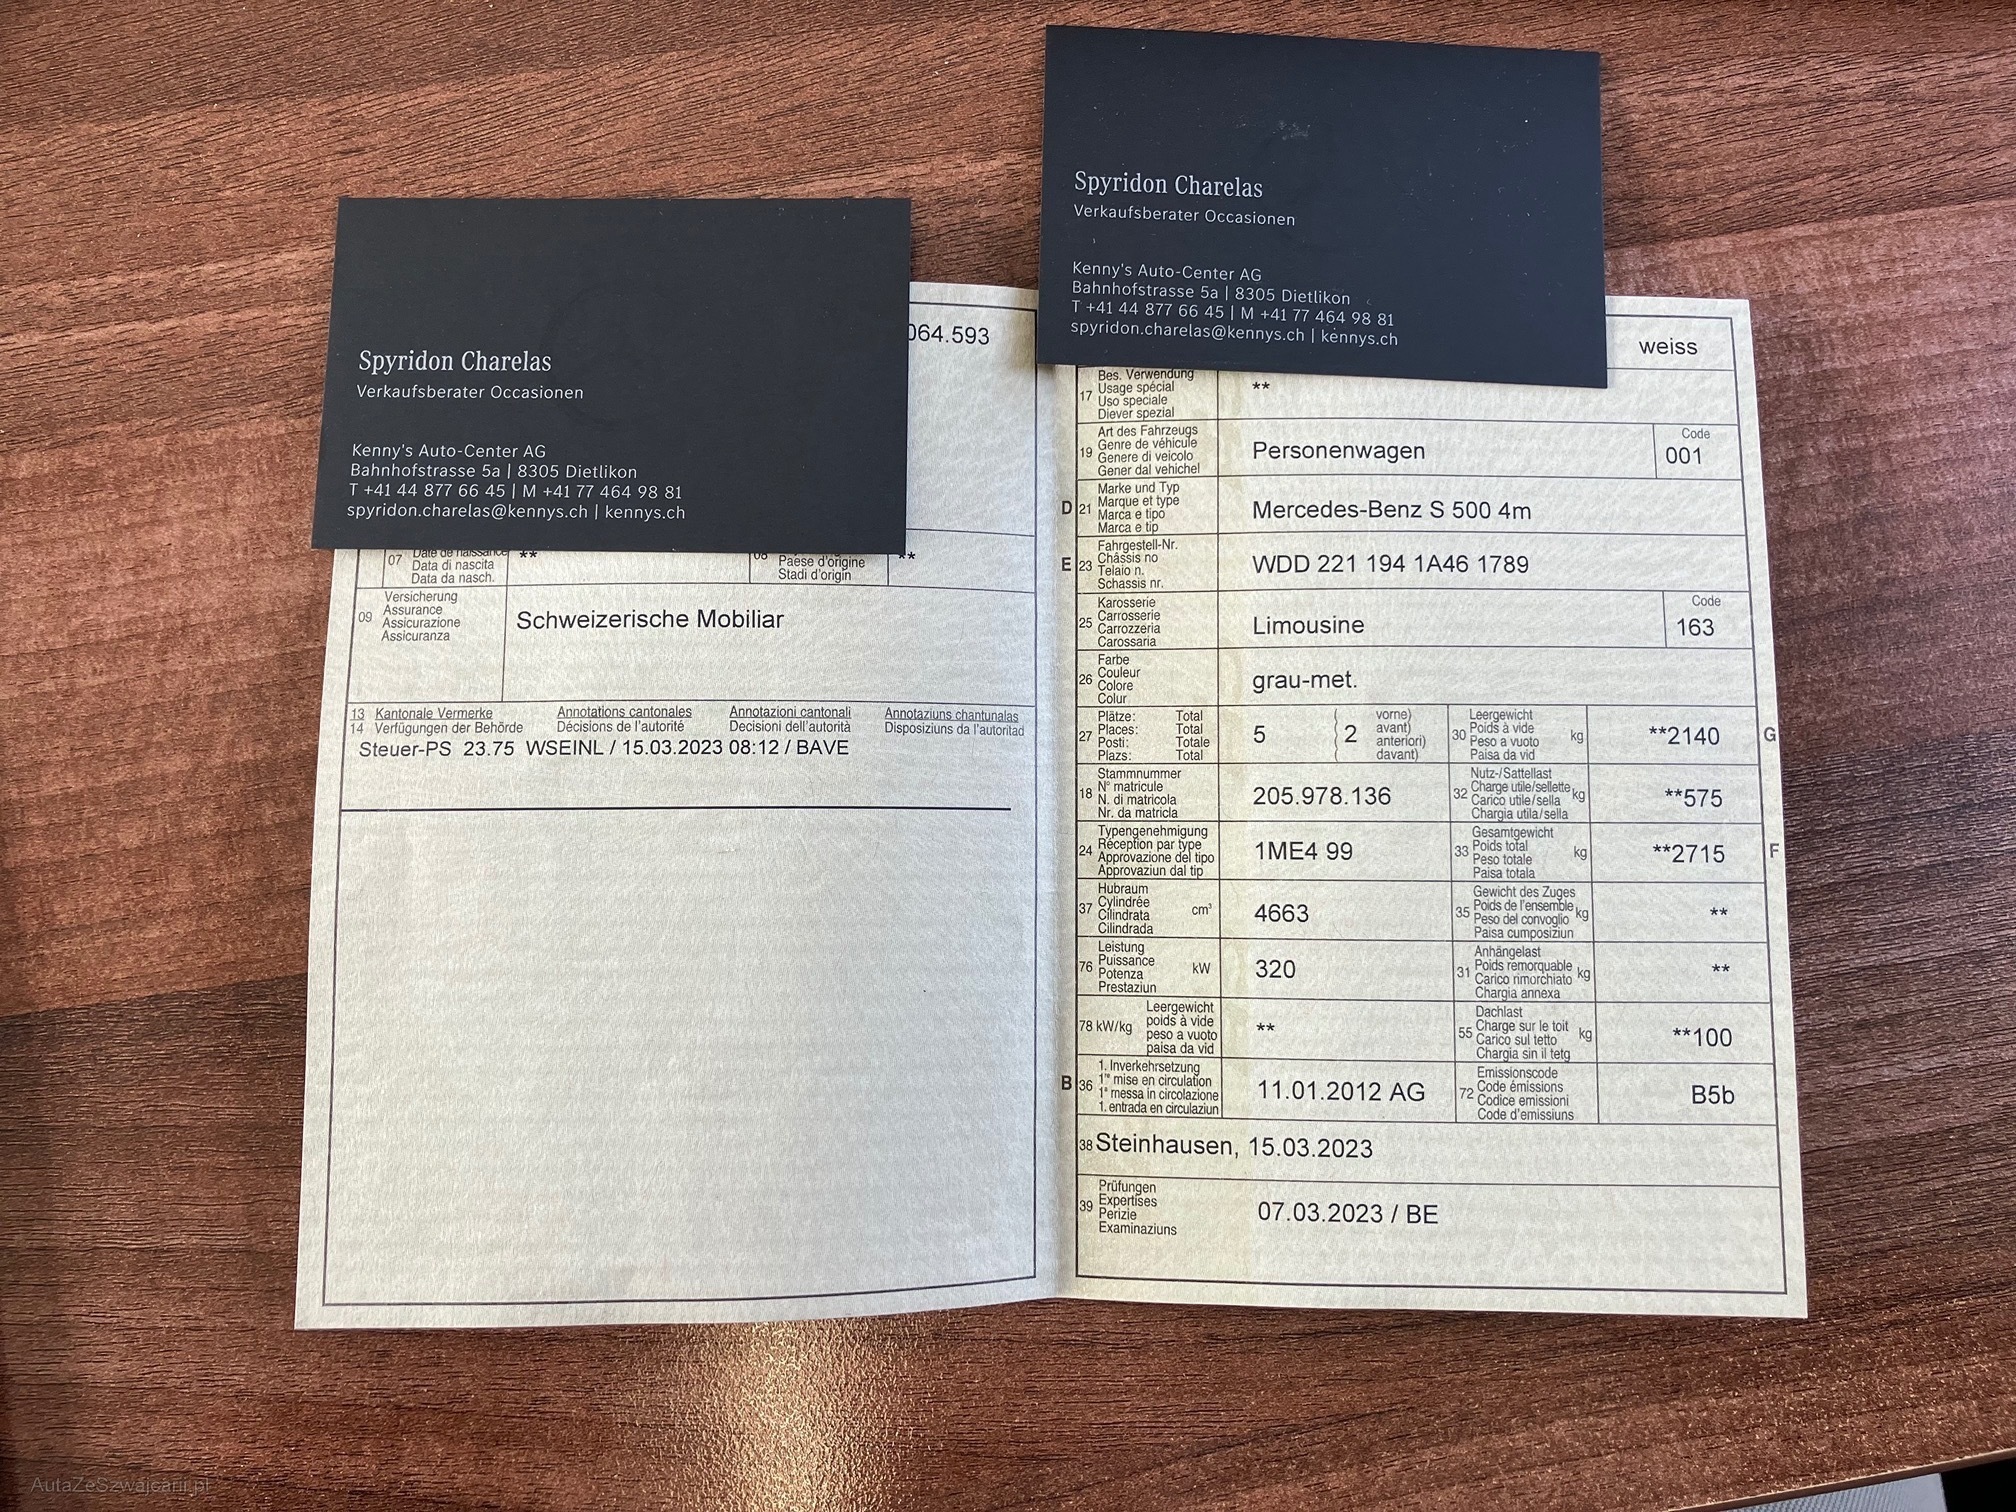 Spyridon Charelas
Verkaufsberater Occasionen
Kenny's Auto-Center AG
Bahnhofstrasse 5a | 8305 Dietlikon
T +41 44 877 66 45 | M +41 77 464 98 81
spyridon.charelas@kennys.ch | kennys.ch
Spyridon Charelas
Verkaufsberater Occasionen
Kenny's Auto-Center AG
Bahnhofstrasse 5a | 8305 Dietlikon
T +41 44 877 66 45 | M +41 77 464 98 81
spyridon.charelas@kennys.ch | kennys.ch
064.593
07 Date de naissance ** Paese d'origine **
Data di nascita Stadi d'origin
Data da nasch.
09 Versicherung
Assurance
Assicurazione
Assicuranza
Schweizerische Mobiliar
13 Kantonale Vermerke Annotations cantonales Annotazioni cantonali Annotaziuns chantunalas
14 Verfügungen der Behörde Décisions de l'autorité Decisioni dell'autorità Disposiziuns da l'autoritad
Steuer-PS 23.75 WSEINL / 15.03.2023 08:12 / BAVE
weiss
17 Bes. Verwendung
Usage spécial
Uso speciale
Diever spezial
**
19 Art des Fahrzeugs
Genre de véhicule
Genere di veicolo
Gener dal vehichel
Personenwagen
Code
001
D 21 Marke und Typ
Marque et type
Marca e tipo
Marca e tip
Mercedes-Benz S 500 4m
E 23 Fahrgestell-Nr.
Châssis no
Telaio n.
Schassis nr.
WDD 221 194 1A46 1789
25 Karosserie
Carrosserie
Carrozzeria
Carossaria
Limousine
Code
163
26 Farbe
Couleur
Colore
Colur
grau-met.
27 Plätze: Total
Places: Total
Posti: Totale
Plazs: Total
5 ( 2 vorne)
avant)
anteriori)
davant)
30 Leergewicht
Poids à vide
Peso a vuoto
Paisa da vid
kg
**2140
G
18 Stammnummer
N° matricule
N. di matricola
Nr. da matricla
205.978.136
32 Nutz-/Sattellast
Charge utile/sellette
Carico utile/sella
Chargia utila/sella
kg
**575
24 Typengenehmigung
Réception par type
Approvazione del tipo
Approvaziun dal tip
1ME4 99
33 Gesamtgewicht
Poids total
Peso totale
Paisa totala
kg
**2715
F
37 Hubraum
Cylindrée
Cilindrata
Cilindrada
cm³
4663
35 Gewicht des Zuges
Poids de l'ensemble
Peso del convoglio
Paisa cumposiziun
kg
**
76 Leistung
Puissance
Potenza
Prestaziun
kW
320
31 Anhängelast
Poids remorquable
Carico rimorchiato
Chargia annexa
kg
**
78 kW/kg Leergewicht
poids à vide
peso a vuoto
paisa da vid
**
55 Dachlast
Charge sur le toit
Carico sul tetto
Chargia sin il tetg
kg
**100
B 36 1. Inverkehrsetzung
1re mise en circulation
1a messa in circolazione
1. entrada en circulaziun
11.01.2012 AG
72 Emissionscode
Code émissions
Codice emissioni
Code d'emissiuns
B5b
38 Steinhausen, 15.03.2023
39 Prüfungen
Expertises
Perizie
Examinaziuns
07.03.2023 / BE
AutaZeSzwajcarii.pl